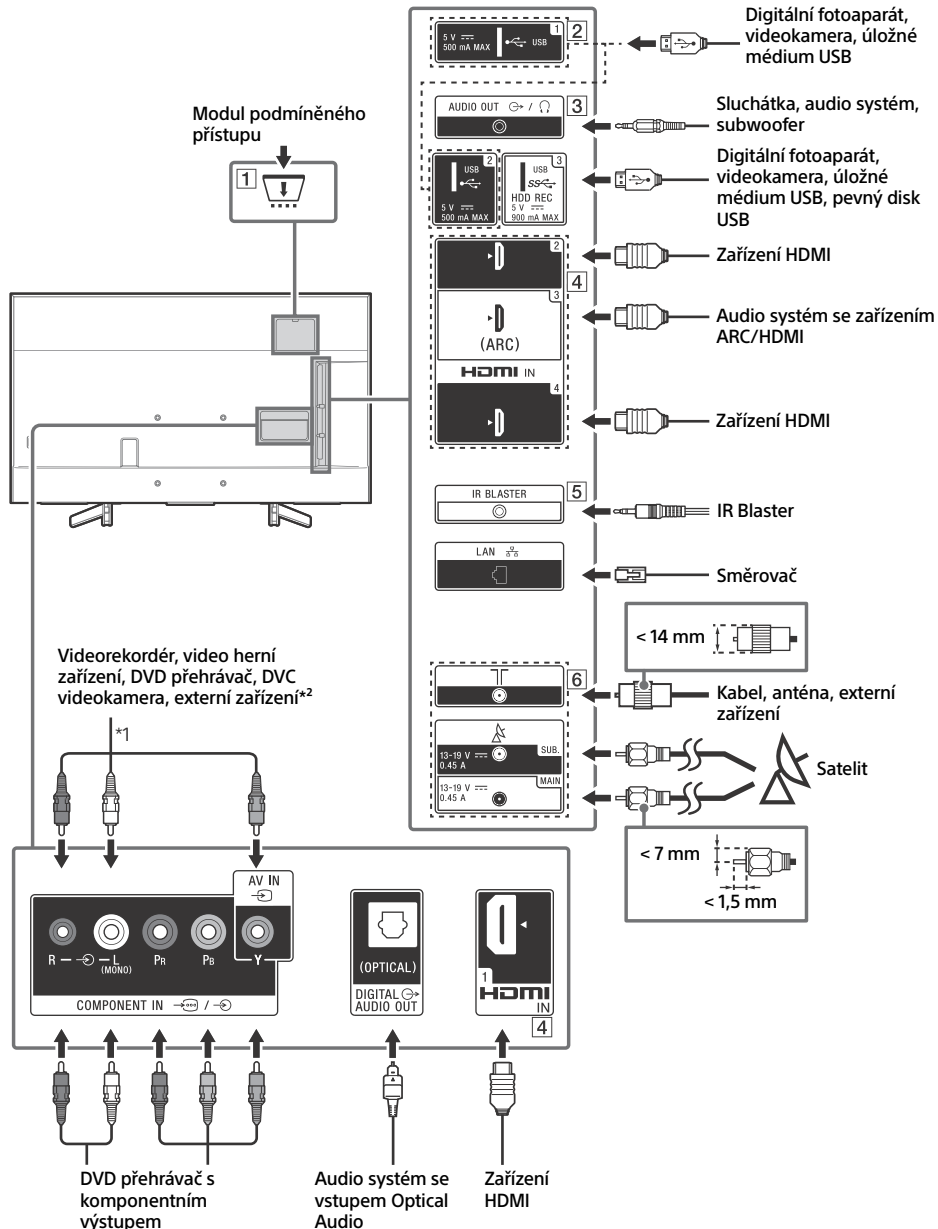 Digitální fotoaparát,
videokamera, úložné
médium USB
5 V
500 mA MAX
USB
1
2
AUDIO OUT
/
3
Sluchátka, audio systém,
subwoofer
Modul podmíněného
přístupu
1
2
USB
5 V
500 mA MAX
3
USB
SS
HDD REC
5 V
900 mA MAX
Digitální fotoaparát,
videokamera, úložné
médium USB, pevný disk
USB
2
Zařízení HDMI
4
3
(ARC)
Audio systém se zařízením
ARC/HDMI
HDMI IN
4
Zařízení HDMI
IR BLASTER
5
IR Blaster
LAN
Směrovač
< 14 mm
6
Kabel, anténa, externí
zařízení
13-19 V
0.45 A
SUB.
13-19 V
0.45 A
MAIN
Satelit
< 7 mm
< 1,5 mm
Videorekordér, video herní
zařízení, DVD přehrávač, DVC
videokamera, externí zařízení*2
*1
AV IN
R
L
(MONO)
PR
PB
Y
COMPONENT IN /
(OPTICAL)
DIGITAL
AUDIO OUT
1
HDMI
IN
4
DVD přehrávač s
komponentním
výstupem
Audio systém se
vstupem Optical
Audio
Zařízení
HDMI